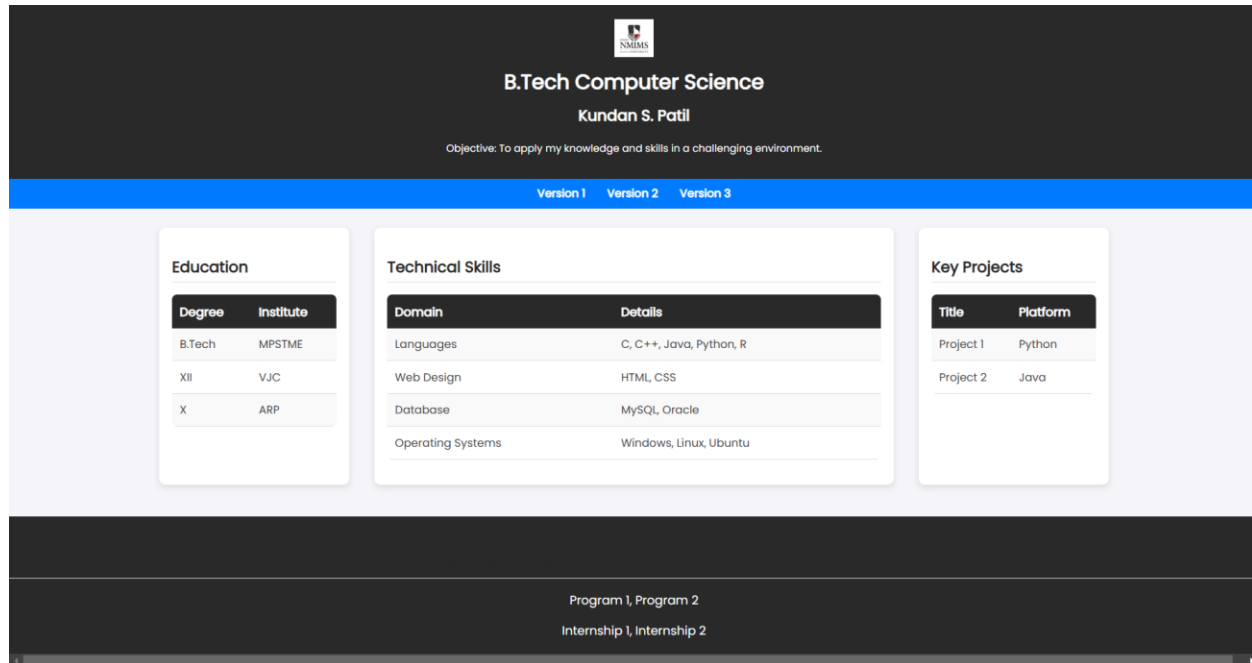 NMIMS
B.Tech Computer Science
Kundan S. Patil
Objective: To apply my knowledge and skills in a challenging environment.
Version 1 Version 2 Version 3
Education
Degree Institute
B.Tech MPSTME
XII VJC
X ARP
Technical Skills
Domain Details
Languages C, C++, Java, Python, R
Web Design HTML, CSS
Database MySQL, Oracle
Operating Systems Windows, Linux, Ubuntu
Key Projects
Title Platform
Project 1 Python
Project 2 Java
Program 1, Program 2
Internship 1, Internship 2